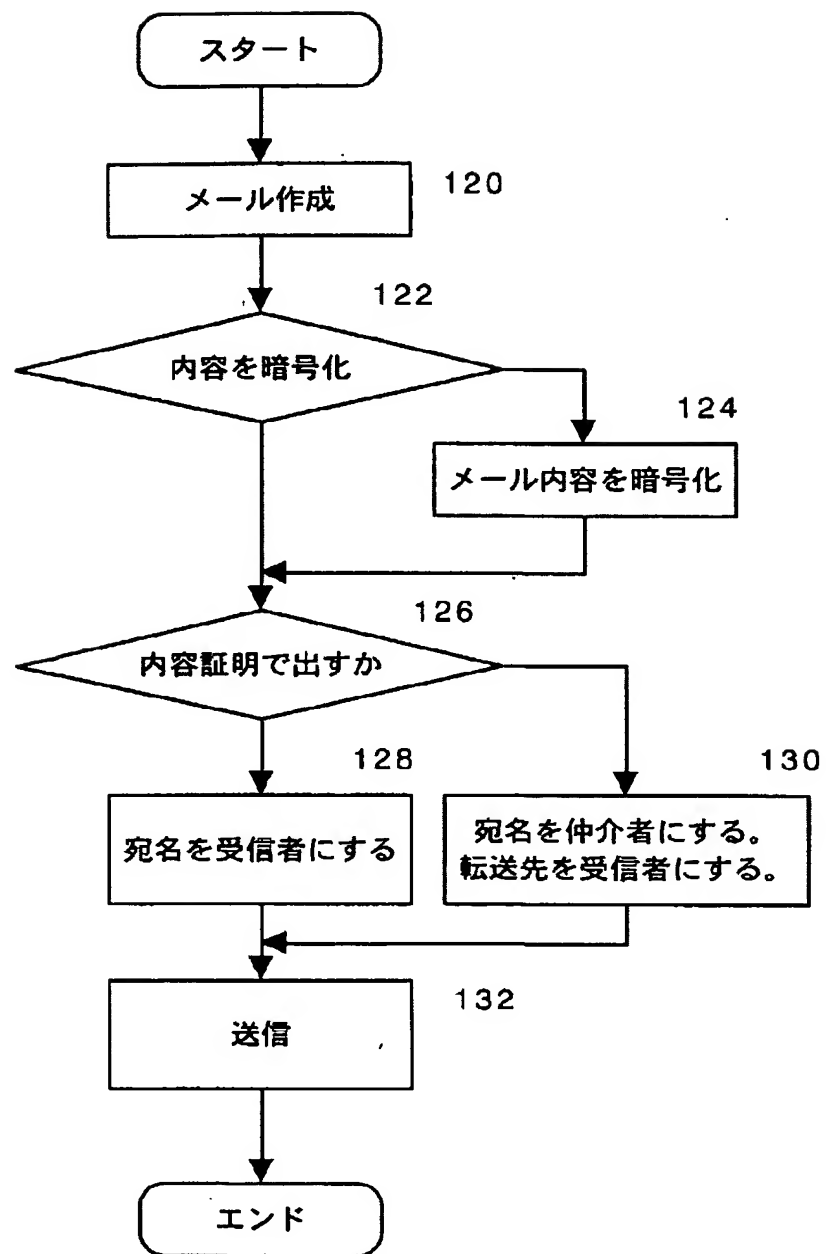 スタート
メール作成
120
122
内容を暗号化
124
メール内容を暗号化
126
内容証明で出すか
128
130
宛名を受信者にする
宛名を仲介者にする。
転送先を受信者にする。
132
送信
エンド